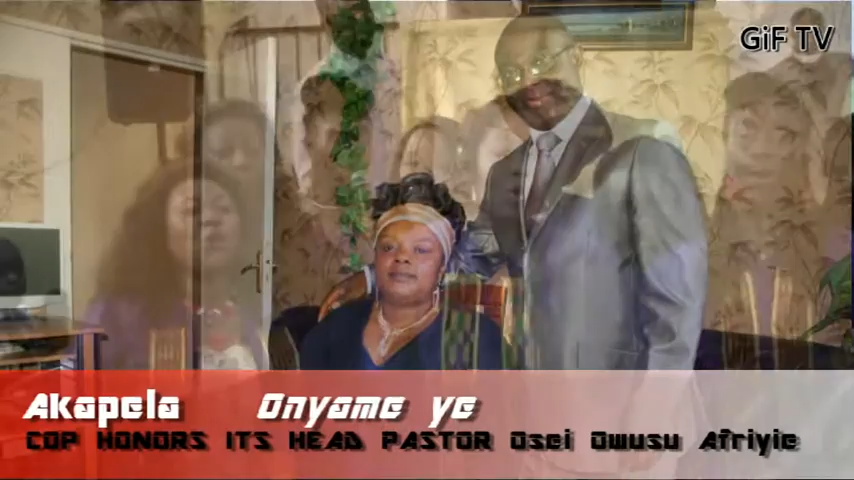 GiF TV
Akapela Onyame ye
COP HONORS ITS HEAD PASTOR Osei Owusu Afriyie